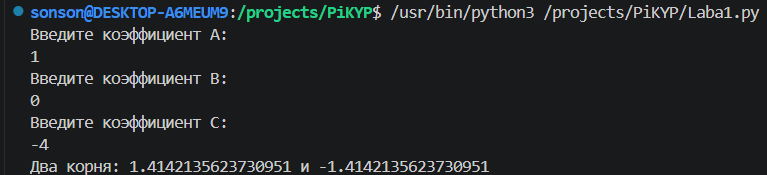 sonson@DESKTOP-A6MEUM9:/projects/PiKYP$ /usr/bin/python3 /projects/PiKYP/Laba1.py
Введите коэффициент A:
1
Введите коэффициент B:
0
Введите коэффициент C:
-4
Два корня: 1.4142135623730951 и -1.4142135623730951